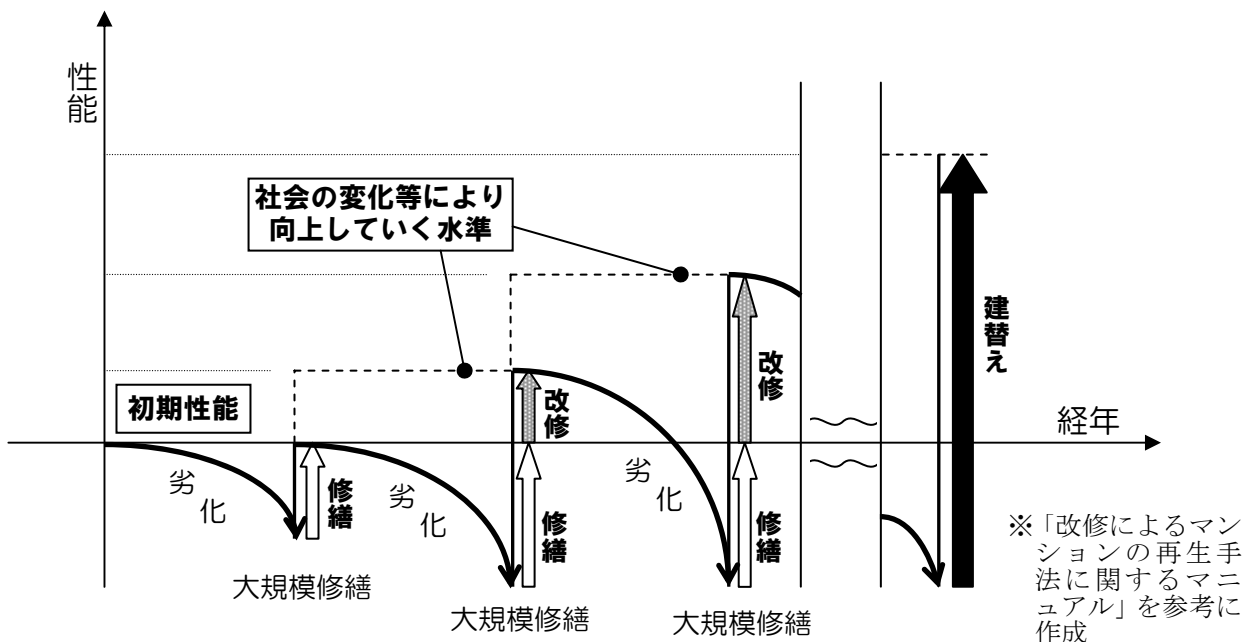 性能
社会の変化等により
向上していく水準
初期性能
劣化
修繕
大規模修繕
劣化
改修
修繕
大規模修繕
劣化
改修
修繕
大規模修繕
建替え
経年
※「改修によるマン
ションの再生手
法に関するマニ
ュアル」を参考に
作成